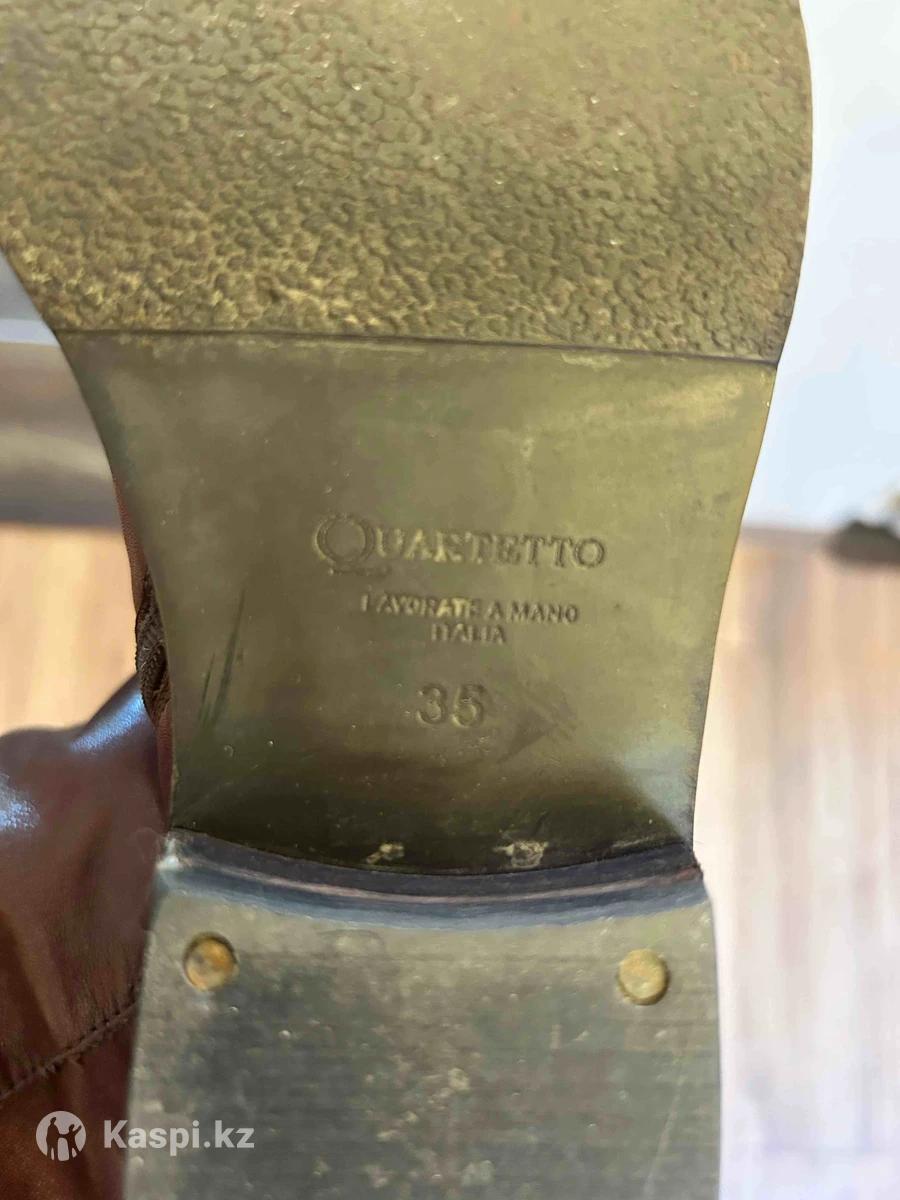 QUARTETTO
LAVORATE A MANO
ITALIA
35
Kaspi.kz